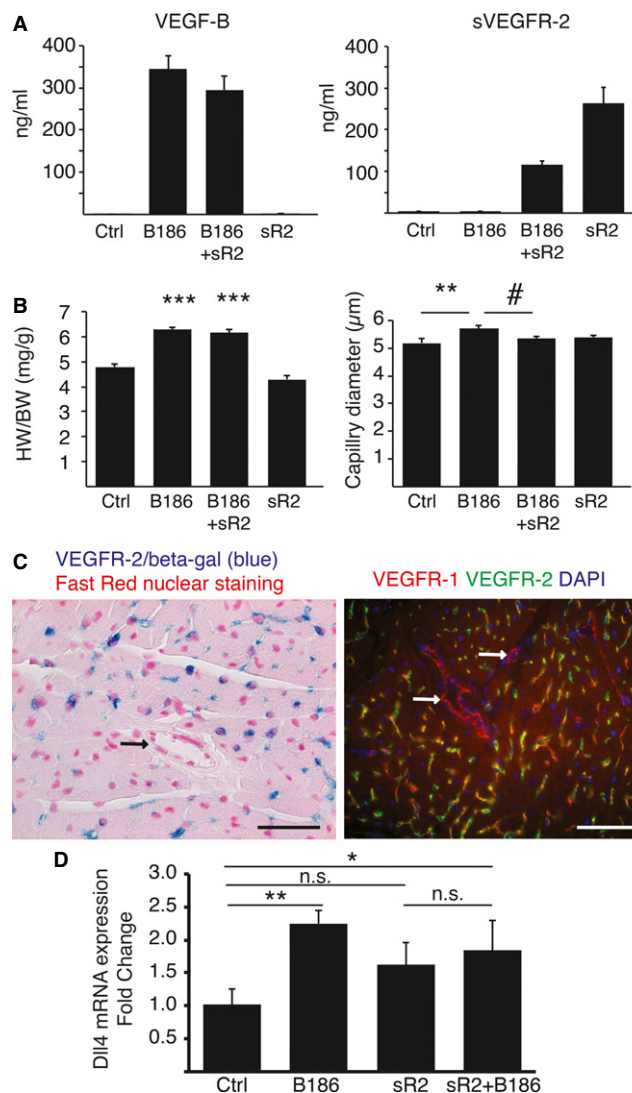 A
VEGF-B
sVEGFR-2
ng/ml
400
300
200
100
Ctrl B186 B186 sR2
+sR2
ng/ml
400
300
200
100
Ctrl B186 B186 sR2
+sR2
B
HW/BW (mg/g)
7
6
5
4
3
2
1
*** ***
Ctrl B186 B186 sR2
+sR2
Capillry diameter (µm)
6
5
4
3
2
1
** #
Ctrl B186 B186 sR2
+sR2
C
VEGFR-2/beta-gal (blue)
Fast Red nuclear staining
VEGFR-1 VEGFR-2 DAPI
D
Dll4 mRNA expression
Fold Change
3.0
2.5
2.0
1.5
1.0
0.5
*
n.s.
** n.s.
Ctrl B186 sR2 sR2+B186